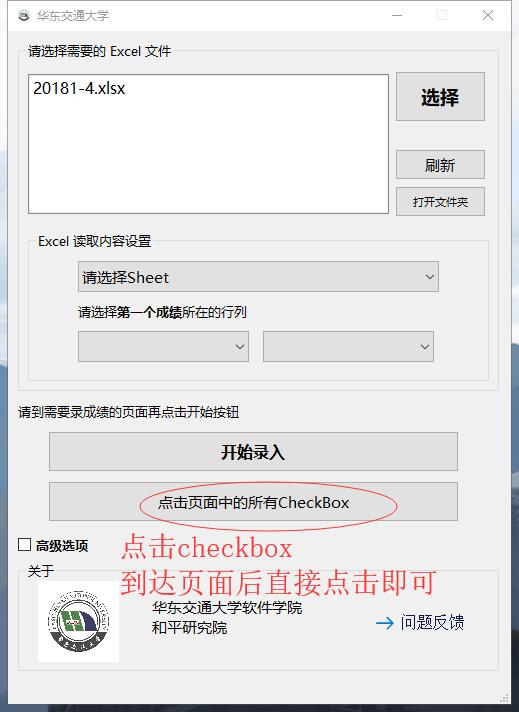 华东交通大学
请选择需要的 Excel 文件
20181-4.xlsx
选择
刷新
打开文件夹
Excel 读取内容设置
请选择Sheet
请选择第一个成绩所在的行列
请到需要录成绩的页面再点击开始按钮
开始录入
点击页面中的所有CheckBox
高级选项
点击checkbox
到达页面后直接点击即可
关于
华东交通大学软件学院
和平研究院
问题反馈